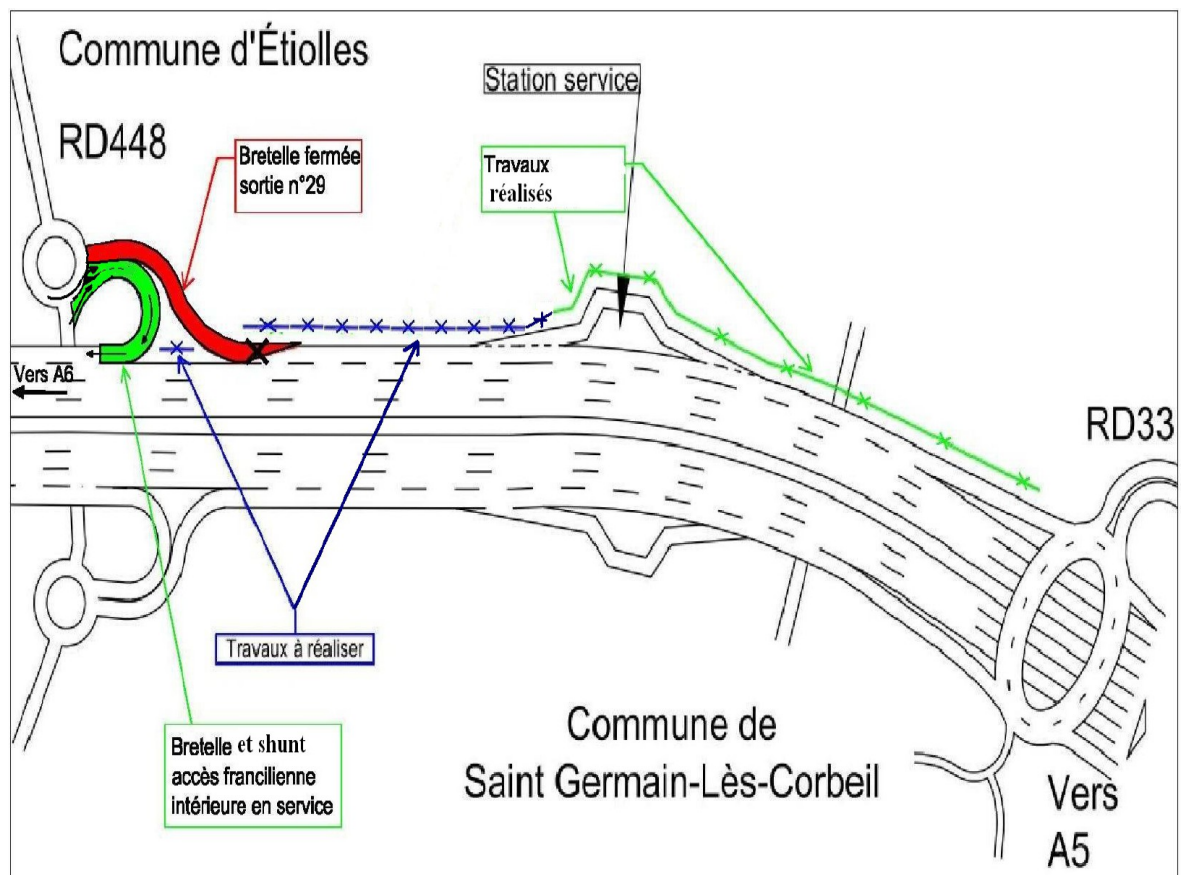 Commune d'Étiolles
RD448
Station service
Bretelle fermée
sortie n°29
Travaux
réalisés
Vers A6
RD33
Travaux à réaliser
Bretelle et shunt
accès francilienne
intérieure en service
Commune de
Saint Germain-Lès-Corbeil
Vers
A5